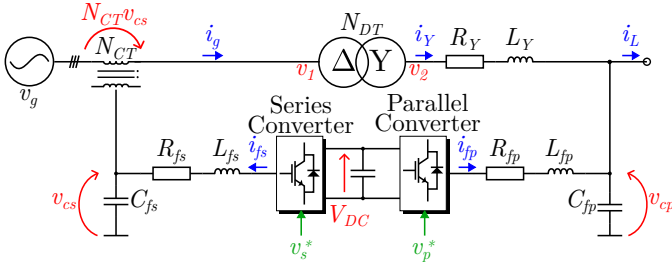 N_CT v_cs
N_CT
i_g
N_DT
i_Y
R_Y
L_Y
i_L
v_g
v_1
Δ Y
v_2
Series
Converter
Parallel
Converter
R_fs
L_fs
i_fs
i_fp
R_fp
L_fp
v_cs
C_fs
V_DC
C_fp
v_cp
v_s*
v_p*